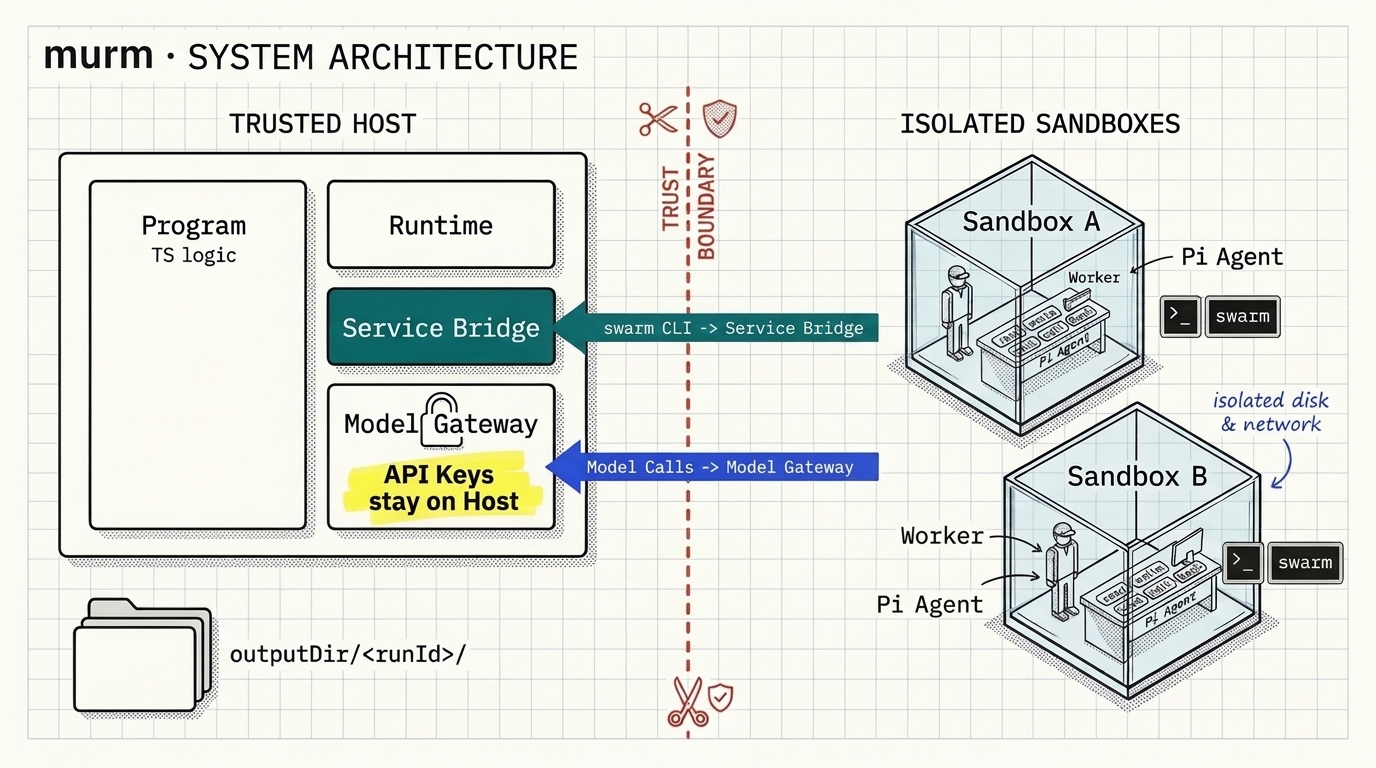 murm · SYSTEM ARCHITECTURE
TRUSTED HOST
Program
TS logic
Runtime
Service Bridge
Model Gateway
API Keys
stay on Host
outputDir/<runId>/
TRUST
BOUNDARY
swarm CLI -> Service Bridge
Model Calls -> Model Gateway
ISOLATED SANDBOXES
Sandbox A
Worker
Pi Agent
Pi Agent
>_
swarm
isolated disk
& network
Sandbox B
Worker
Pi Agent
Pi Agent
>_
swarm